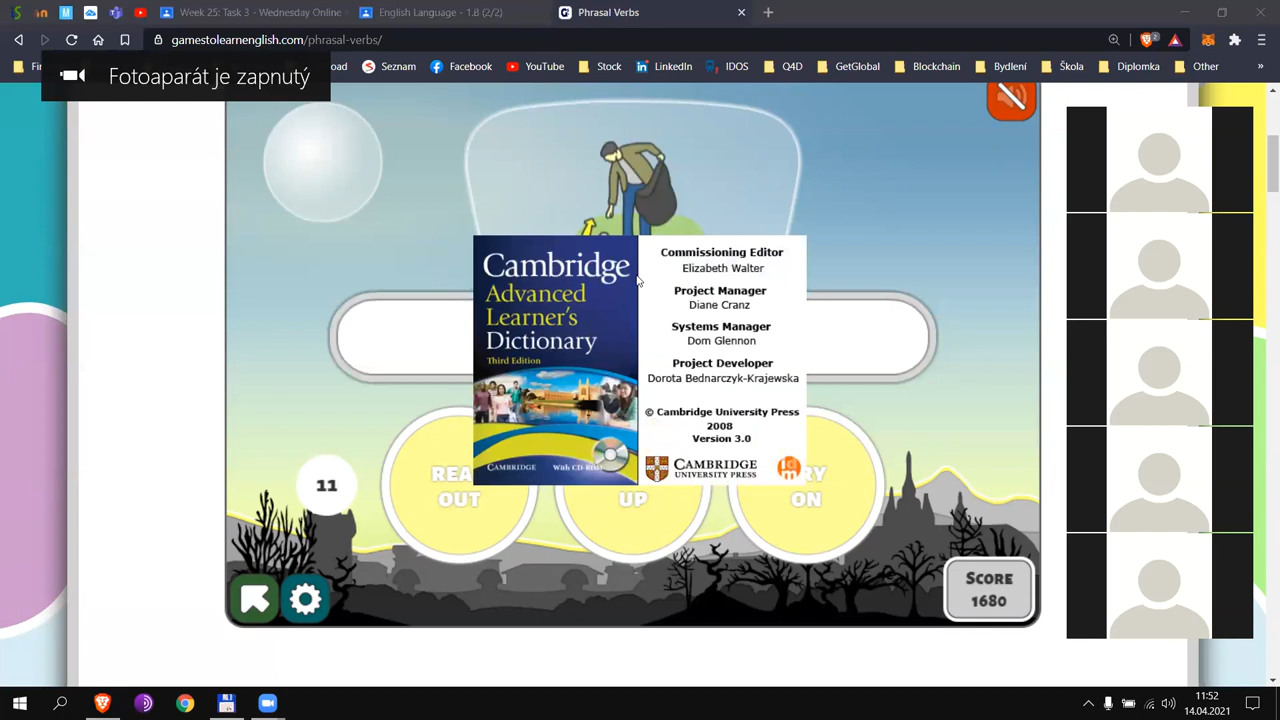 Week 25: Task 3 - Wednesday Online
English Language - 1.8 (2/2)
Phrasal Verbs
gamestolearnenglish.com/phrasal-verbs/
2
Seznam
Facebook
YouTube
Stock
LinkedIn
IDOS
Q4D
GetGlobal
Blockchain
Bydlení
Škola
Diplomka
Other
Fotoaparát je zapnutý
Cambridge
Advanced
Learner's
Dictionary
Third Edition
CAMBRIDGE
With CD-ROM
Commissioning Editor
Elizabeth Walter
Project Manager
Diane Cranz
Systems Manager
Dom Glennon
Project Developer
Dorota Bednarczyk-Krajewska
© Cambridge University Press
2008
Version 3.0
CAMBRIDGE
UNIVERSITY PRESS
11
OUT
UP
ON
SCORE
1680
11:52
14.04.2021